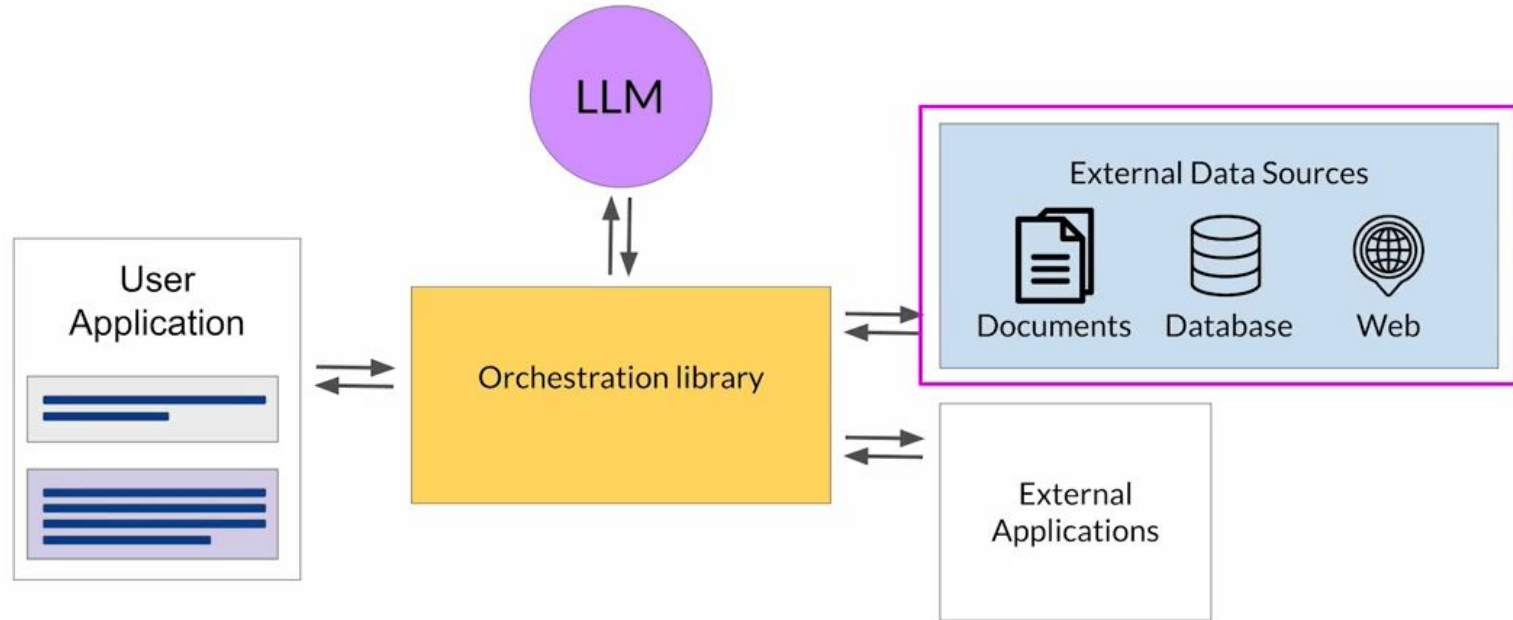 LLM
External Data Sources
Documents
Database
Web
User
Application
Orchestration library
External
Applications